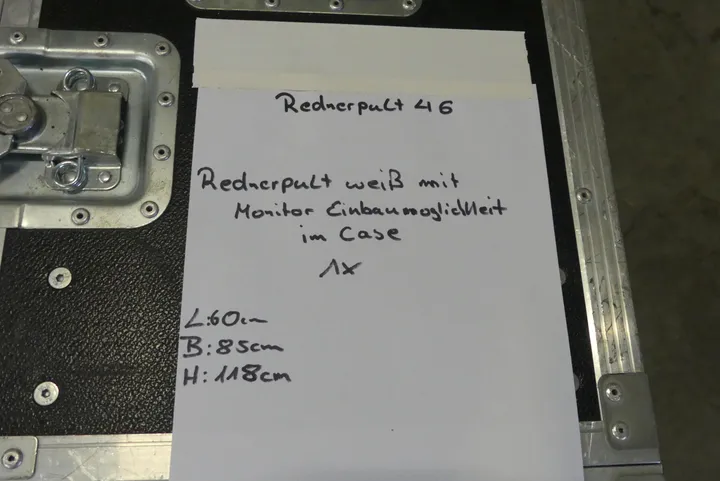 Rednerpult 46
Rednerpult weiß mit
Monitor Einbaumöglichkeit
im Case
1x
L:60cm
B:85cm
H:118cm